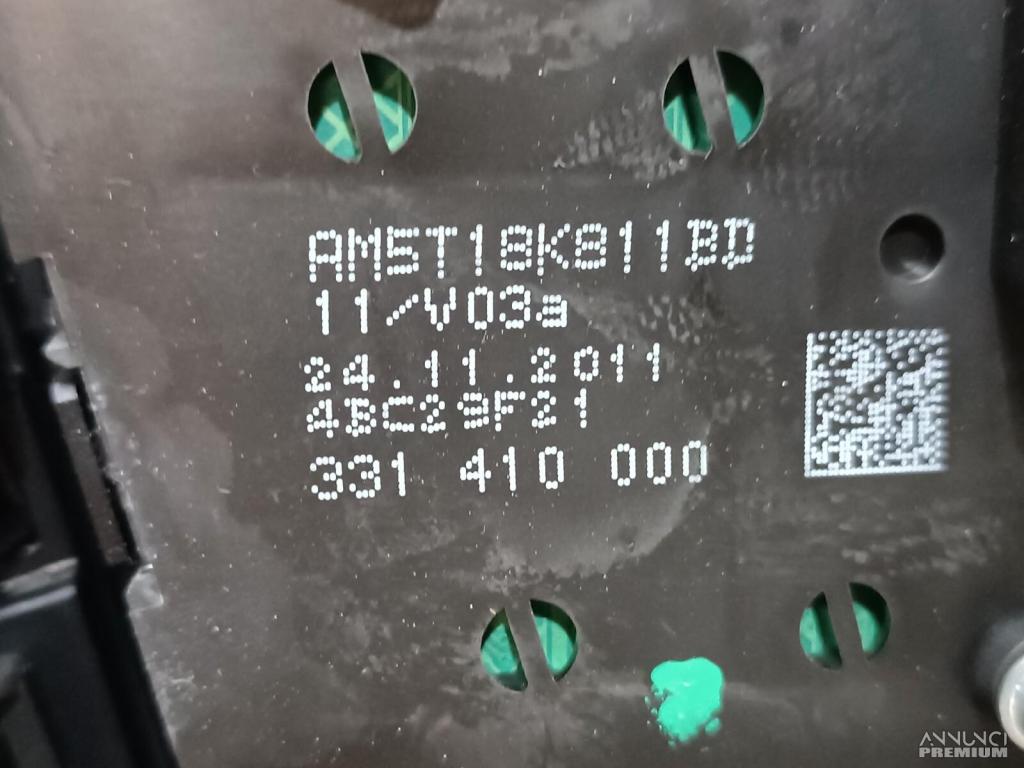 AM5T18K811BD
11/V03a
24.11.2011
4BC29F21
331 410 000
ANNUNCI
PREMIUM